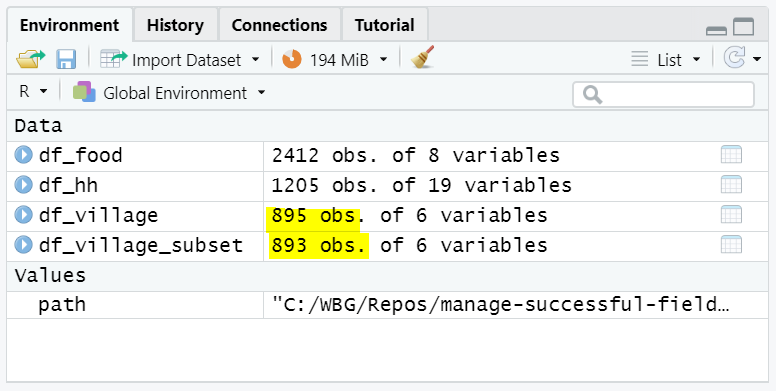 Environment History Connections Tutorial
Import Dataset 194 MiB List
R Global Environment
Data
df_food 2412 obs. of 8 variables
df_hh 1205 obs. of 19 variables
df_village 895 obs. of 6 variables
df_village_subset 893 obs. of 6 variables
Values
path "C:/WBG/Repos/manage-successful-field…